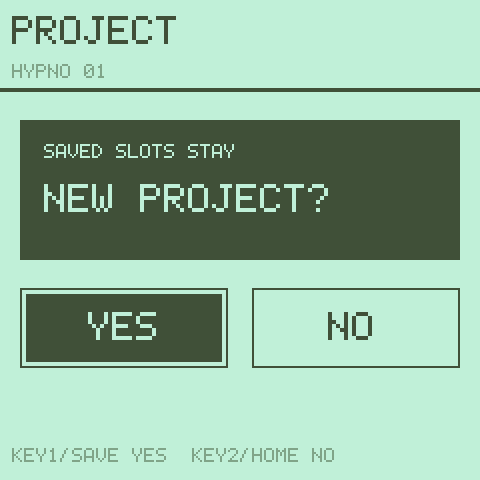 PROJECT
HYPNO 01
SAVED SLOTS STAY
NEW PROJECT?
YES NO
KEY1/SAVE YES KEY2/HOME NO